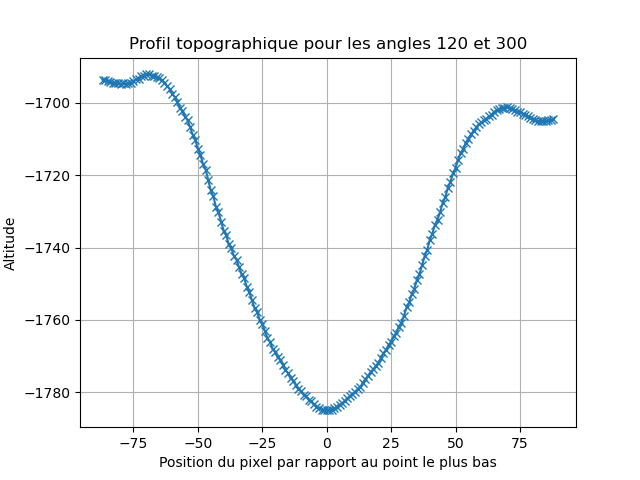 Profil topographique pour les angles 120 et 300
Altitude
−1700
−1720
−1740
−1760
−1780
−75 −50 −25 0 25 50 75
Position du pixel par rapport au point le plus bas